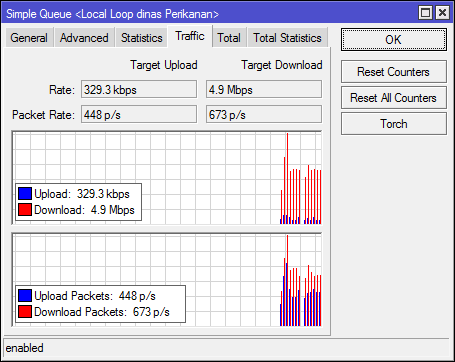 Simple Queue <Local Loop dinas Perikanan>
General Advanced Statistics Traffic Total Total Statistics
Target Upload Target Download
Rate: 329.3 kbps 4.9 Mbps
Packet Rate: 448 p/s 673 p/s
Upload: 329.3 kbps
Download: 4.9 Mbps
Upload Packets: 448 p/s
Download Packets: 673 p/s
OK
Reset Counters
Reset All Counters
Torch
enabled